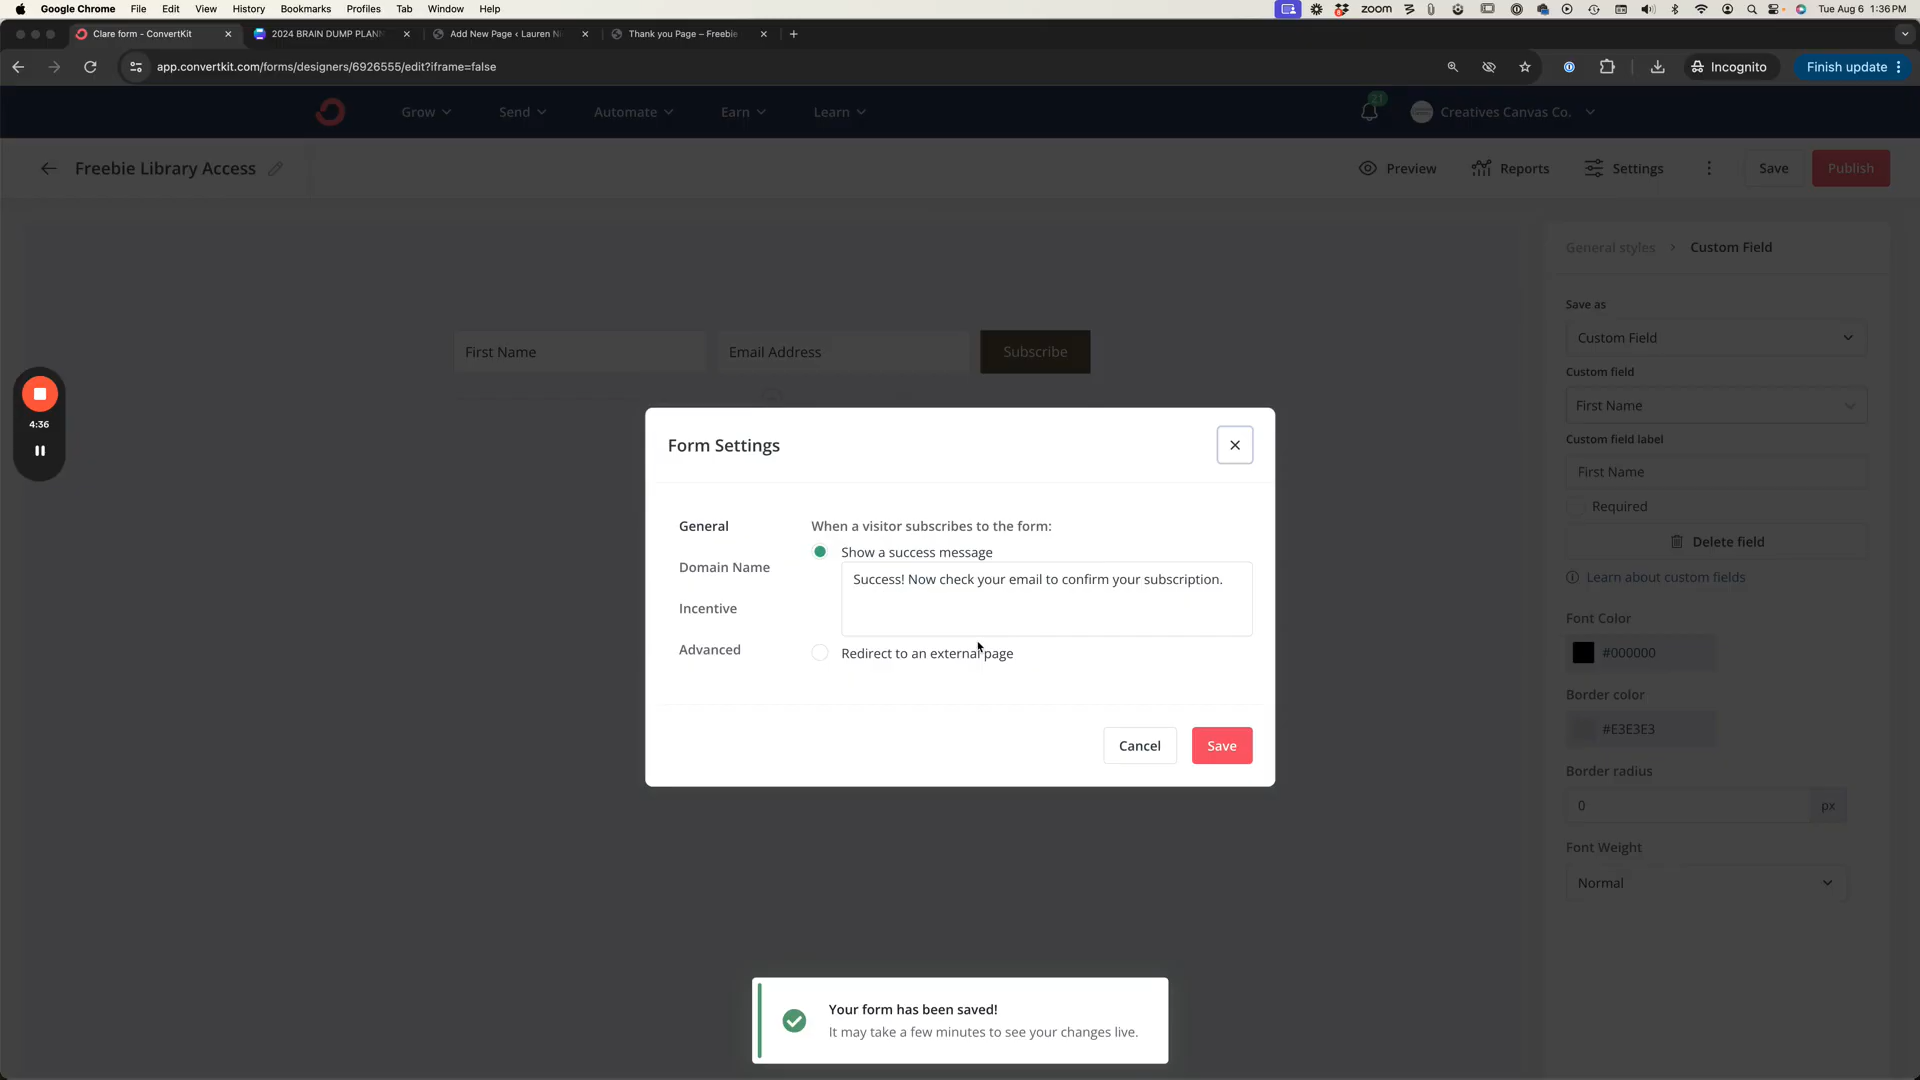 Google Chrome File Edit View History Bookmarks Profiles Tab Window Help zoom Tue Aug 6 1:36 PM
Clare form - ConvertKit 2024 BRAIN DUMP PLANN Add New Page ‹ Lauren Ni Thank you Page – Freebie
app.convertkit.com/forms/designers/6926555/edit?iframe=false Incognito Finish update
Grow Send Automate Earn Learn 21 Creatives Canvas Co.
Freebie Library Access Preview Reports Settings Save Publish
General styles > Custom Field
Save as
Custom Field
Custom field
First Name
Custom field label
First Name
Required
Delete field
Learn about custom fields
Font Color
#000000
Border color
#E3E3E3
Border radius
0 px
Font Weight
Normal
First Name Email Address Subscribe
4:36
Form Settings
General
Domain Name
Incentive
Advanced
When a visitor subscribes to the form:
Show a success message
Success! Now check your email to confirm your subscription.
Redirect to an external page
Cancel Save
Your form has been saved!
It may take a few minutes to see your changes live.